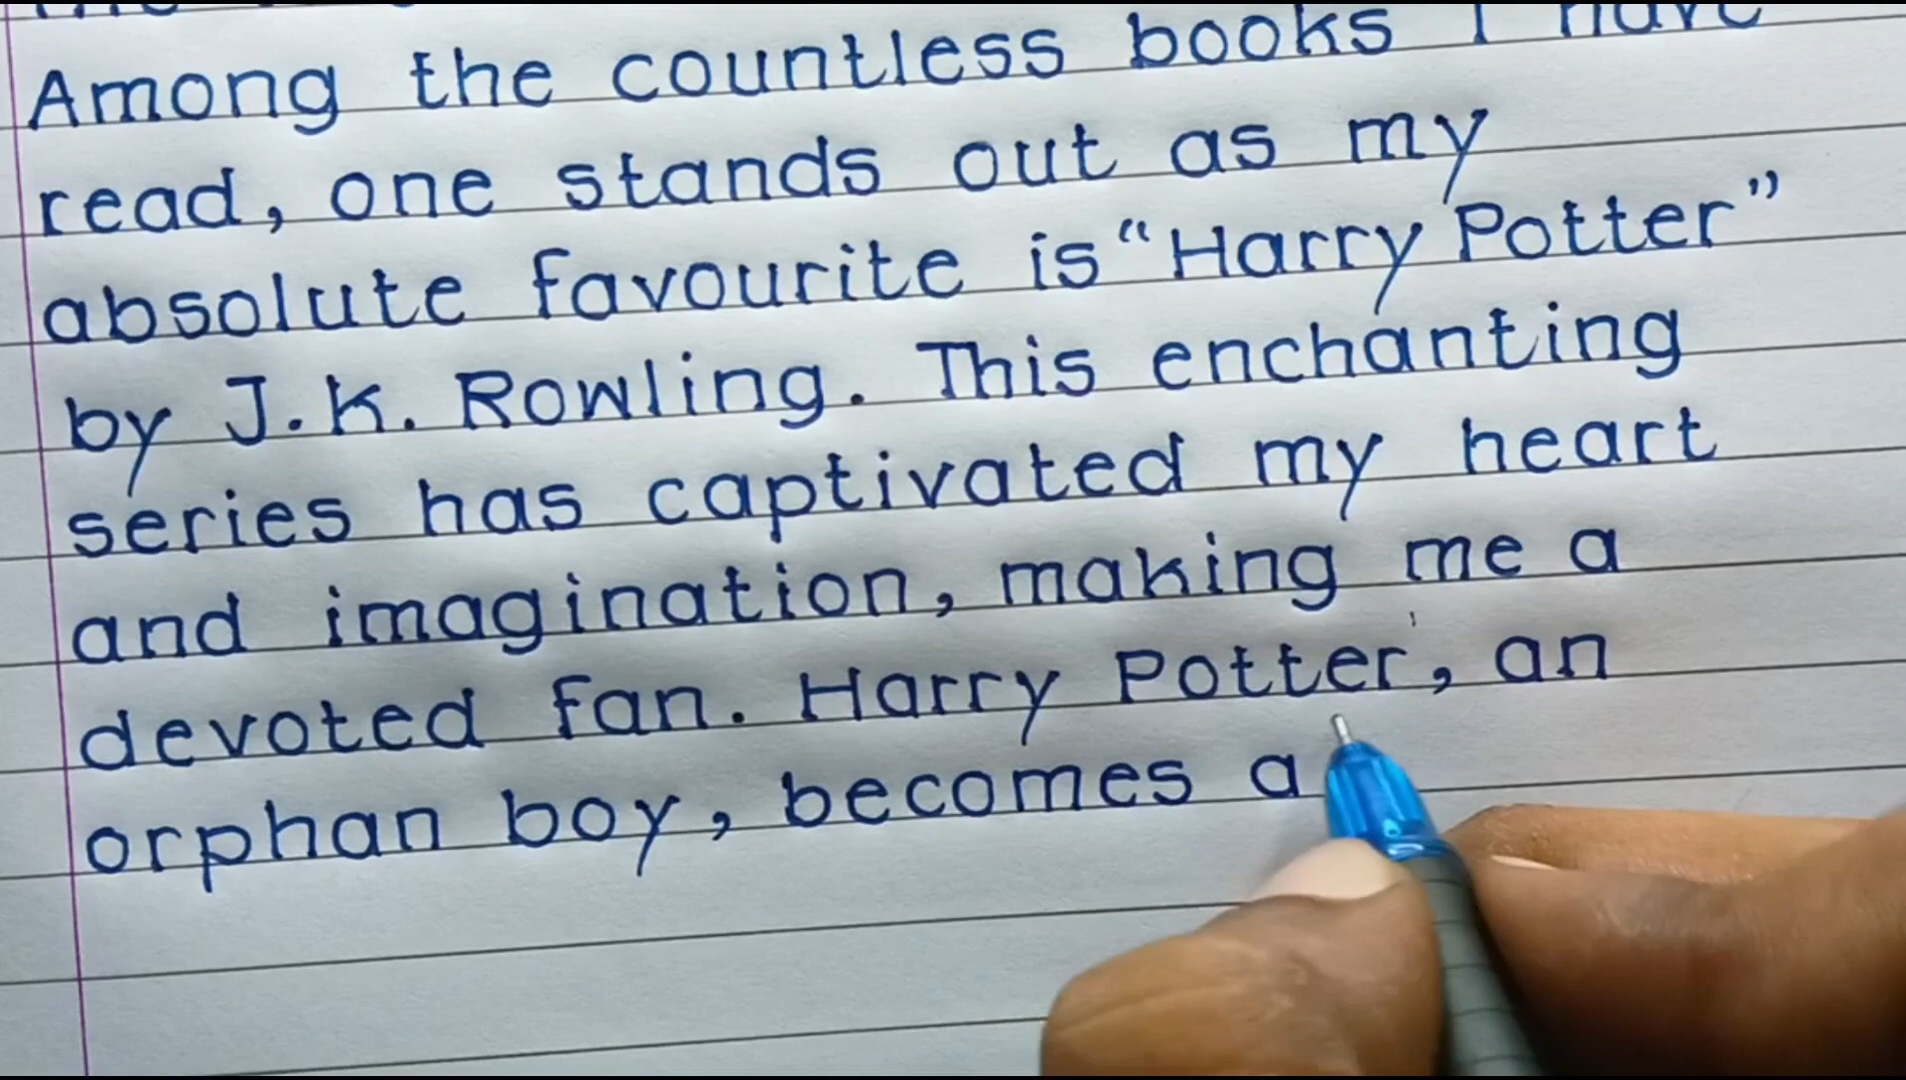 Among the countless books I have
read, one stands out as my
absolute favourite is "Harry Potter"
by J.K. Rowling. This enchanting
series has captivated my heart
and imagination, making me a
devoted fan. Harry Potter', an
orphan boy, becomes a